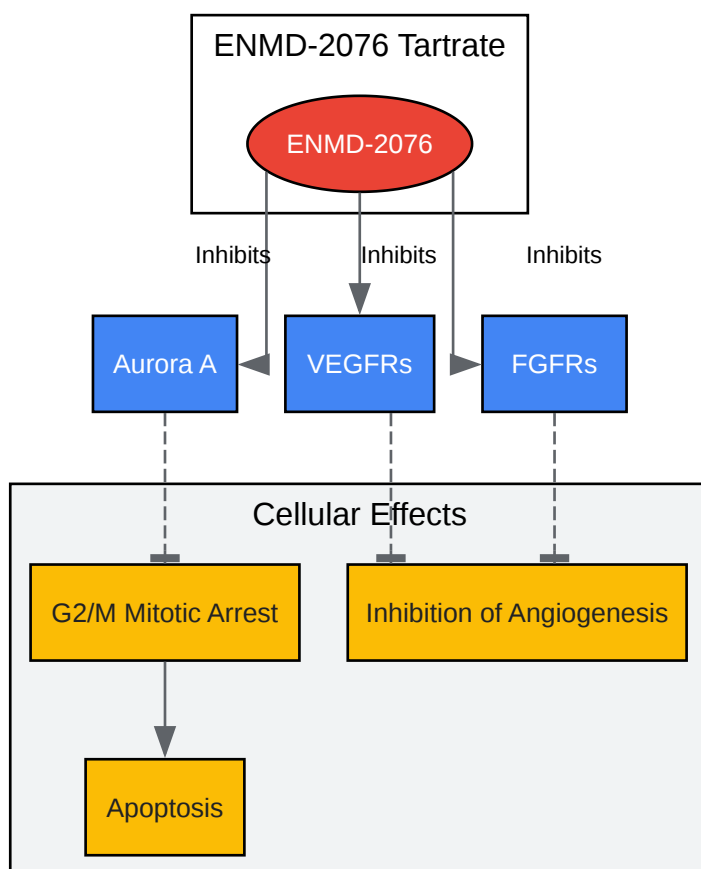 ENMD-2076 Tartrate
ENMD-2076
Inhibits
Inhibits
Inhibits
Aurora A
VEGFRs
FGFRs
Cellular Effects
G2/M Mitotic Arrest
Inhibition of Angiogenesis
Apoptosis